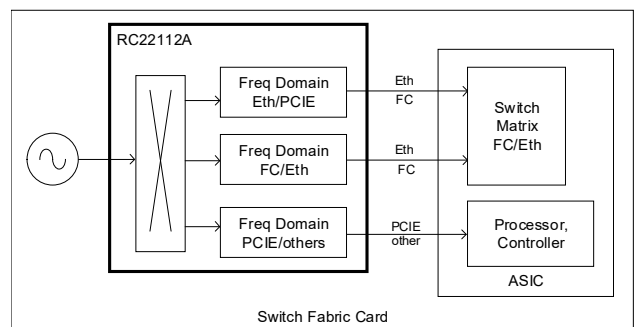 RC22112A
Freq Domain
Eth/PCIE
Freq Domain
FC/Eth
Freq Domain
PCIE/others
Eth
FC
Eth
FC
PCIE
other
Switch
Matrix
FC/Eth
Processor,
Controller
ASIC
Switch Fabric Card